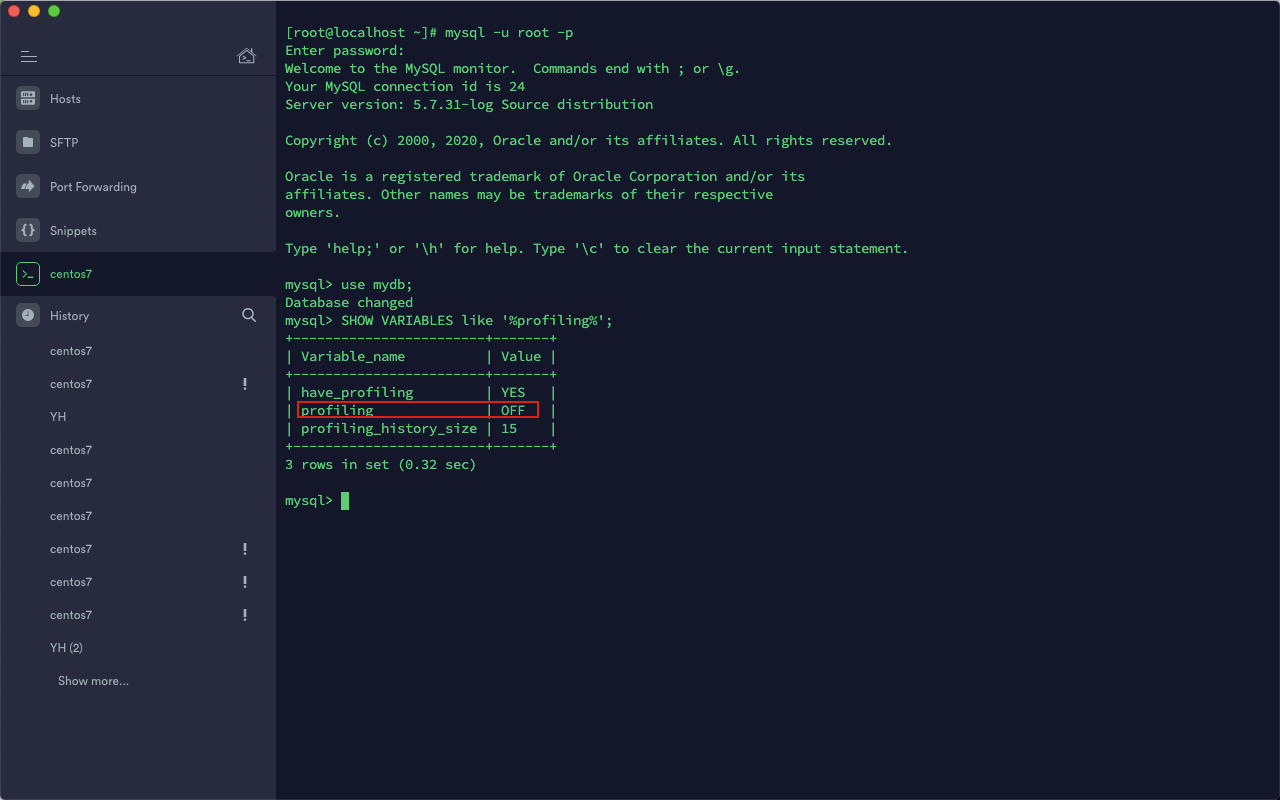 Hosts
SFTP
Port Forwarding
Snippets
centos7
History
centos7
centos7 !
YH
centos7
centos7
centos7
centos7 !
centos7 !
centos7 !
YH (2)
Show more...
[root@localhost ~]# mysql -u root -p
Enter password:
Welcome to the MySQL monitor.  Commands end with ; or \g.
Your MySQL connection id is 24
Server version: 5.7.31-log Source distribution
Copyright (c) 2000, 2020, Oracle and/or its affiliates. All rights reserved.
Oracle is a registered trademark of Oracle Corporation and/or its
affiliates. Other names may be trademarks of their respective
owners.
Type 'help;' or '\h' for help. Type '\c' to clear the current input statement.
mysql> use mydb;
Database changed
mysql> SHOW VARIABLES like '%profiling%';
+------------------------+-------+
| Variable_name          | Value |
+------------------------+-------+
| have_profiling         | YES   |
| profiling              | OFF   |
| profiling_history_size | 15    |
+------------------------+-------+
3 rows in set (0.32 sec)
mysql>